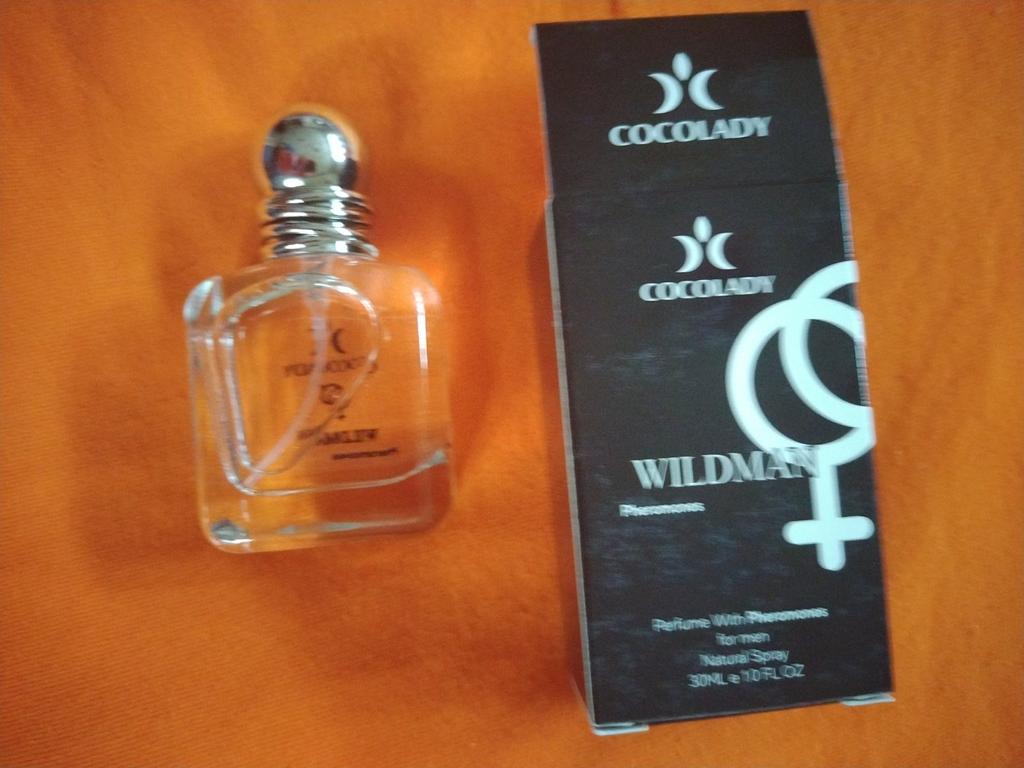 COCOLADY
COCOLADY
WILDMAN
Pheromones
Perfume With Pheromones
for men
Natural Spray
30ML e 1.0 FL OZ